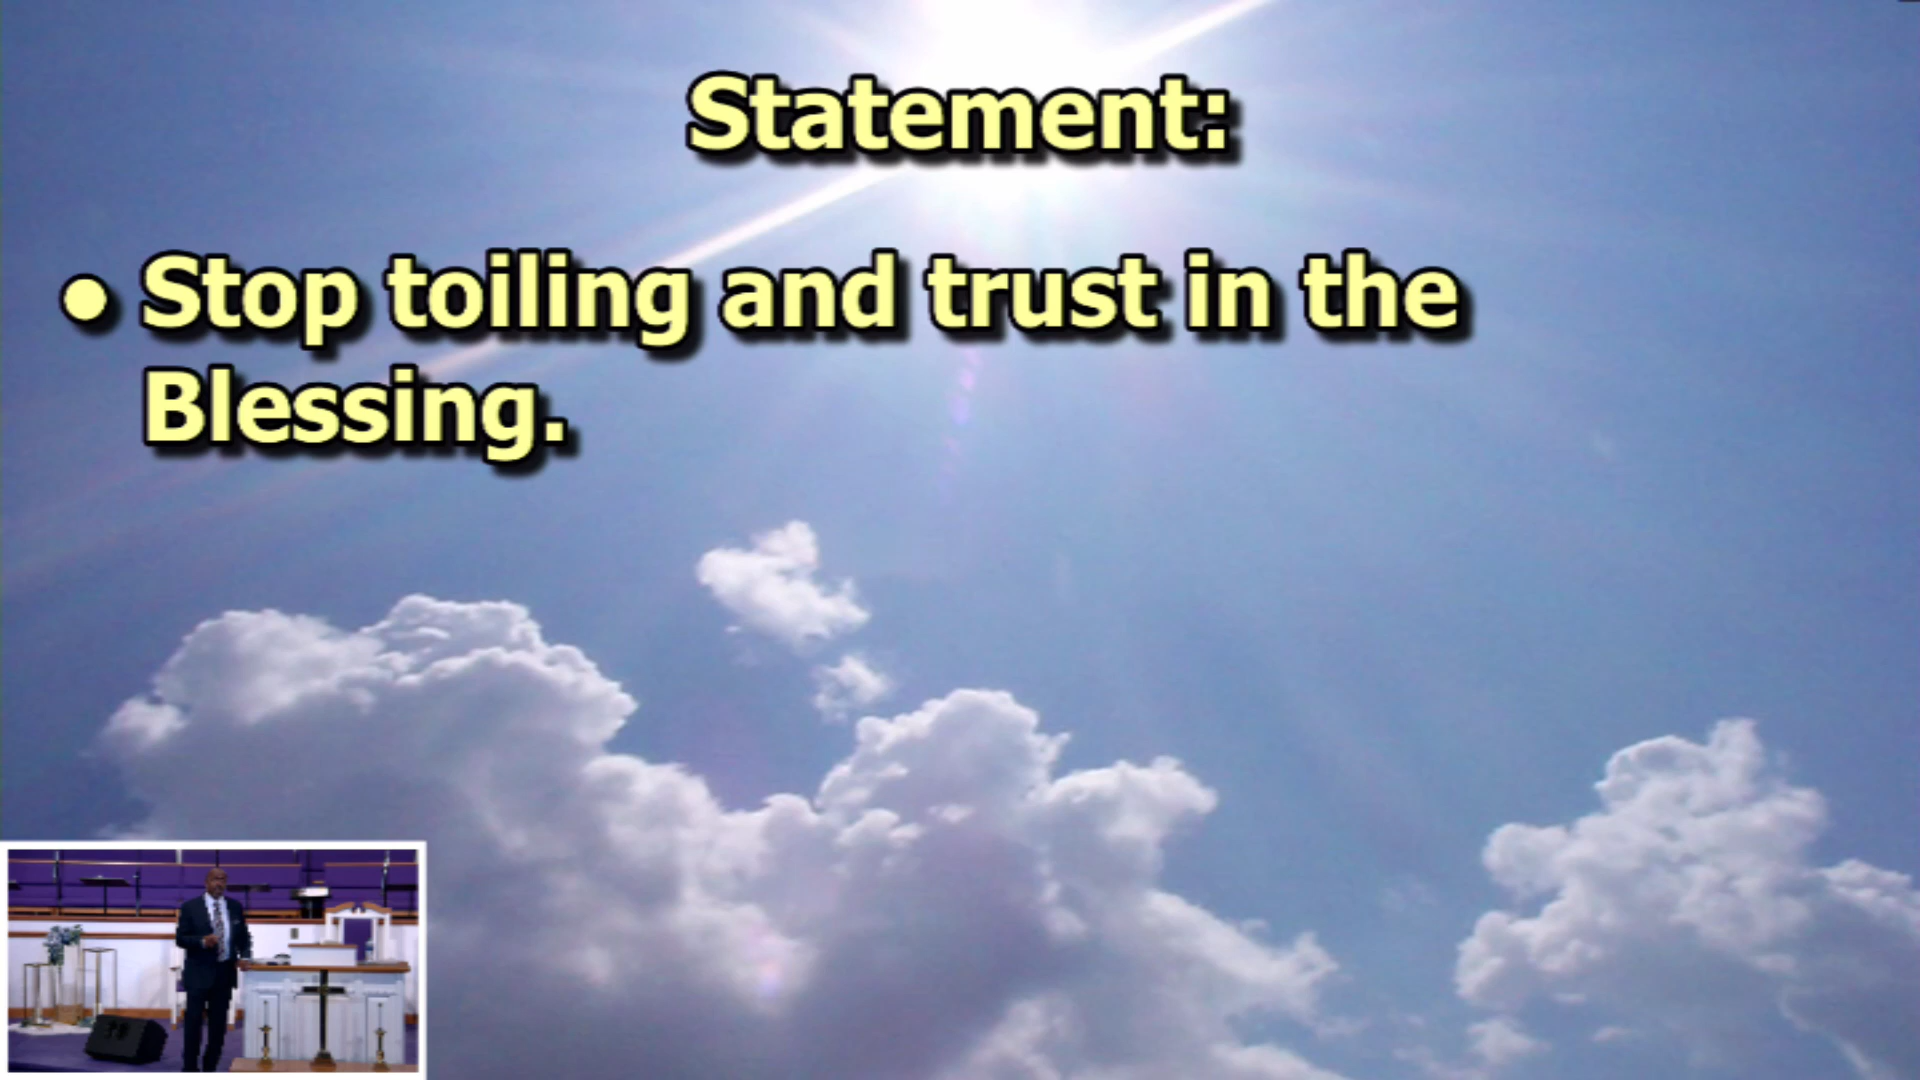 Statement:
• Stop toiling and trust in the
Blessing.